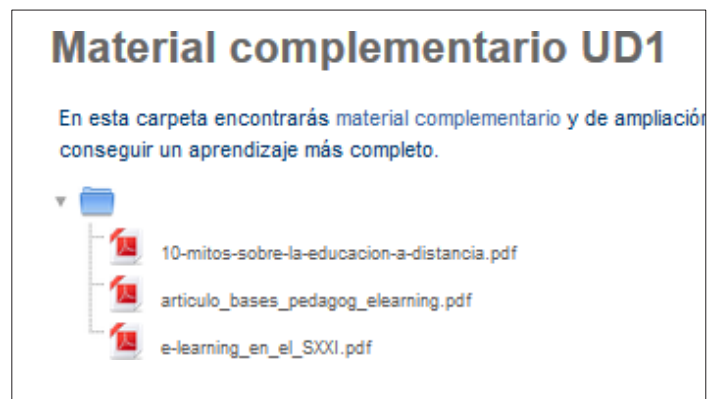 Material complementario UD1
En esta carpeta encontrarás material complementario y de ampliación
conseguir un aprendizaje más completo.
10-mitos-sobre-la-educacion-a-distancia.pdf
articulo_bases_pedagog_elearning.pdf
e-learning_en_el_SXXI.pdf